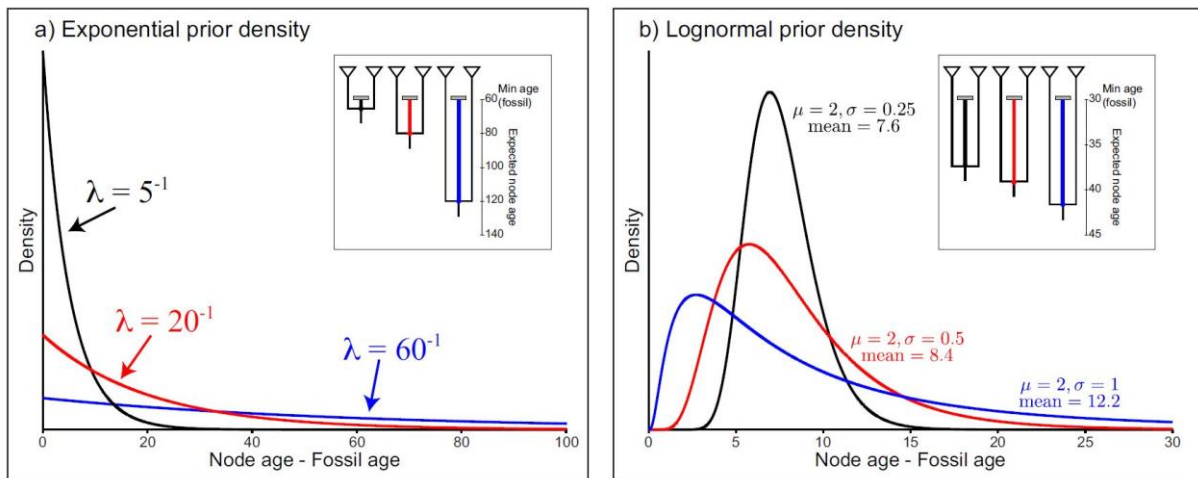 a) Exponential prior density
Density
λ = 5⁻¹
λ = 20⁻¹
λ = 60⁻¹
Min age
(fossil)
Expected node age
60
80
100
120
140
0
20
40
60
80
100
Node age - Fossil age
b) Lognormal prior density
Density
μ = 2, σ = 0.25
mean = 7.6
μ = 2, σ = 0.5
mean = 8.4
μ = 2, σ = 1
mean = 12.2
Min age
(fossil)
Expected node age
30
35
40
45
0
5
10
15
20
25
30
Node age - Fossil age